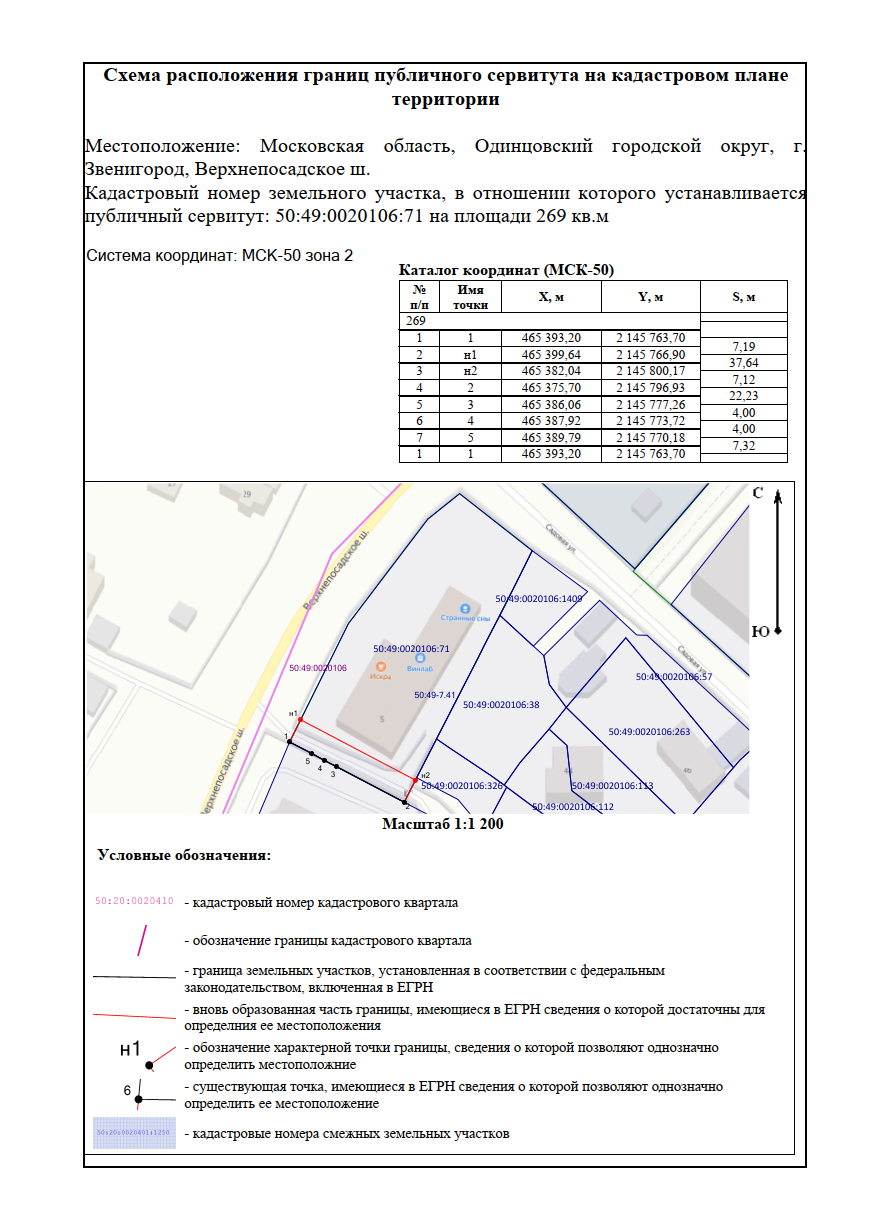 Схема расположения границ публичного сервитута на кадастровом плане
территории
Местоположение: Московская область, Одинцовский городской округ, г.
Звенигород, Верхнепосадское ш.
Кадастровый номер земельного участка, в отношении которого устанавливается
публичный сервитут: 50:49:0020106:71 на площади 269 кв.м
Система координат: МСК-50 зона 2
Каталог координат (МСК-50)
№ п/п Имя точки X, м Y, м S, м
269
1 1 465 393,20 2 145 763,70
7,19
2 н1 465 399,64 2 145 766,90
37,64
3 н2 465 382,04 2 145 800,17
7,12
4 2 465 375,70 2 145 796,93
22,23
5 3 465 386,06 2 145 777,26
4,00
6 4 465 387,92 2 145 773,72
4,00
7 5 465 389,79 2 145 770,18
7,32
1 1 465 393,20 2 145 763,70
С
27
29
Садовая ул.
Верхнепосадское ш.
50:49:0020106:1409
Странные сны
Ю
50:49:0020106:71
Винлаб
50:49:0020106
Искра
Садовая ул.
50:49:0020106:57
50:49-7.41
50:49:0020106:38
н1
5
50:49:0020106:263
1
Верхнепосадское ш.
5
4
3
н2
4б
50:49:0020106:326
50:49:0020106:113
2
50:49:0020106:112
Масштаб 1:1 200
Условные обозначения:
50:20:0020410 - кадастровый номер кадастрового квартала
- обозначение границы кадастрового квартала
- граница земельных участков, установленная в соответствии с федеральным
законодательством, включенная в ЕГРН
- вновь образованная часть границы, имеющиеся в ЕГРН сведения о которой достаточны для
определния ее местоположения
н1 - обозначение характерной точки границы, сведения о которой позволяют однозначно
определить местоположние
6 - существующая точка, имеющиеся в ЕГРН сведения о которой позволяют однозначно
определить ее местоположение
50:20:0020401:1250 - кадастровые номера смежных земельных участков